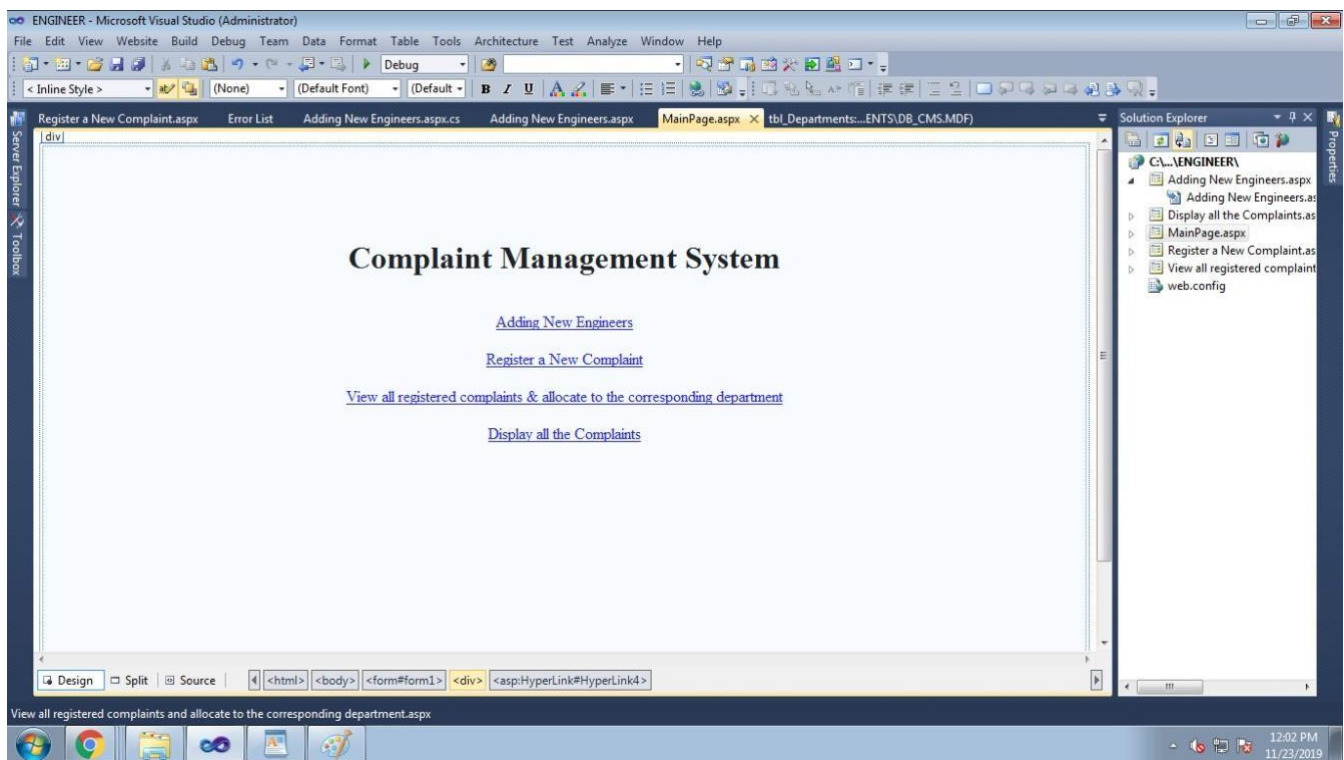 ENGINEER - Microsoft Visual Studio (Administrator)
File Edit View Website Build Debug Team Data Format Table Tools Architecture Test Analyze Window Help
Debug
< Inline Style > (None) (Default Font) (Default B I U A
Register a New Complaint.aspx Error List Adding New Engineers.aspx.cs Adding New Engineers.aspx MainPage.aspx tbl_Departments:...ENTS\DB_CMS.MDF)
Server Explorer
Toolbox
div
Complaint Management System
Adding New Engineers
Register a New Complaint
View all registered complaints & allocate to the corresponding department
Display all the Complaints
Design Split Source <html> <body> <form#form1> <div> <asp:HyperLink#HyperLink4>
Solution Explorer
C:\...\ENGINEER\
Adding New Engineers.aspx
Adding New Engineers.as
Display all the Complaints.as
MainPage.aspx
Register a New Complaint.as
View all registered complaint
web.config
Properties
View all registered complaints and allocate to the corresponding department.aspx
12:02 PM
11/23/2019